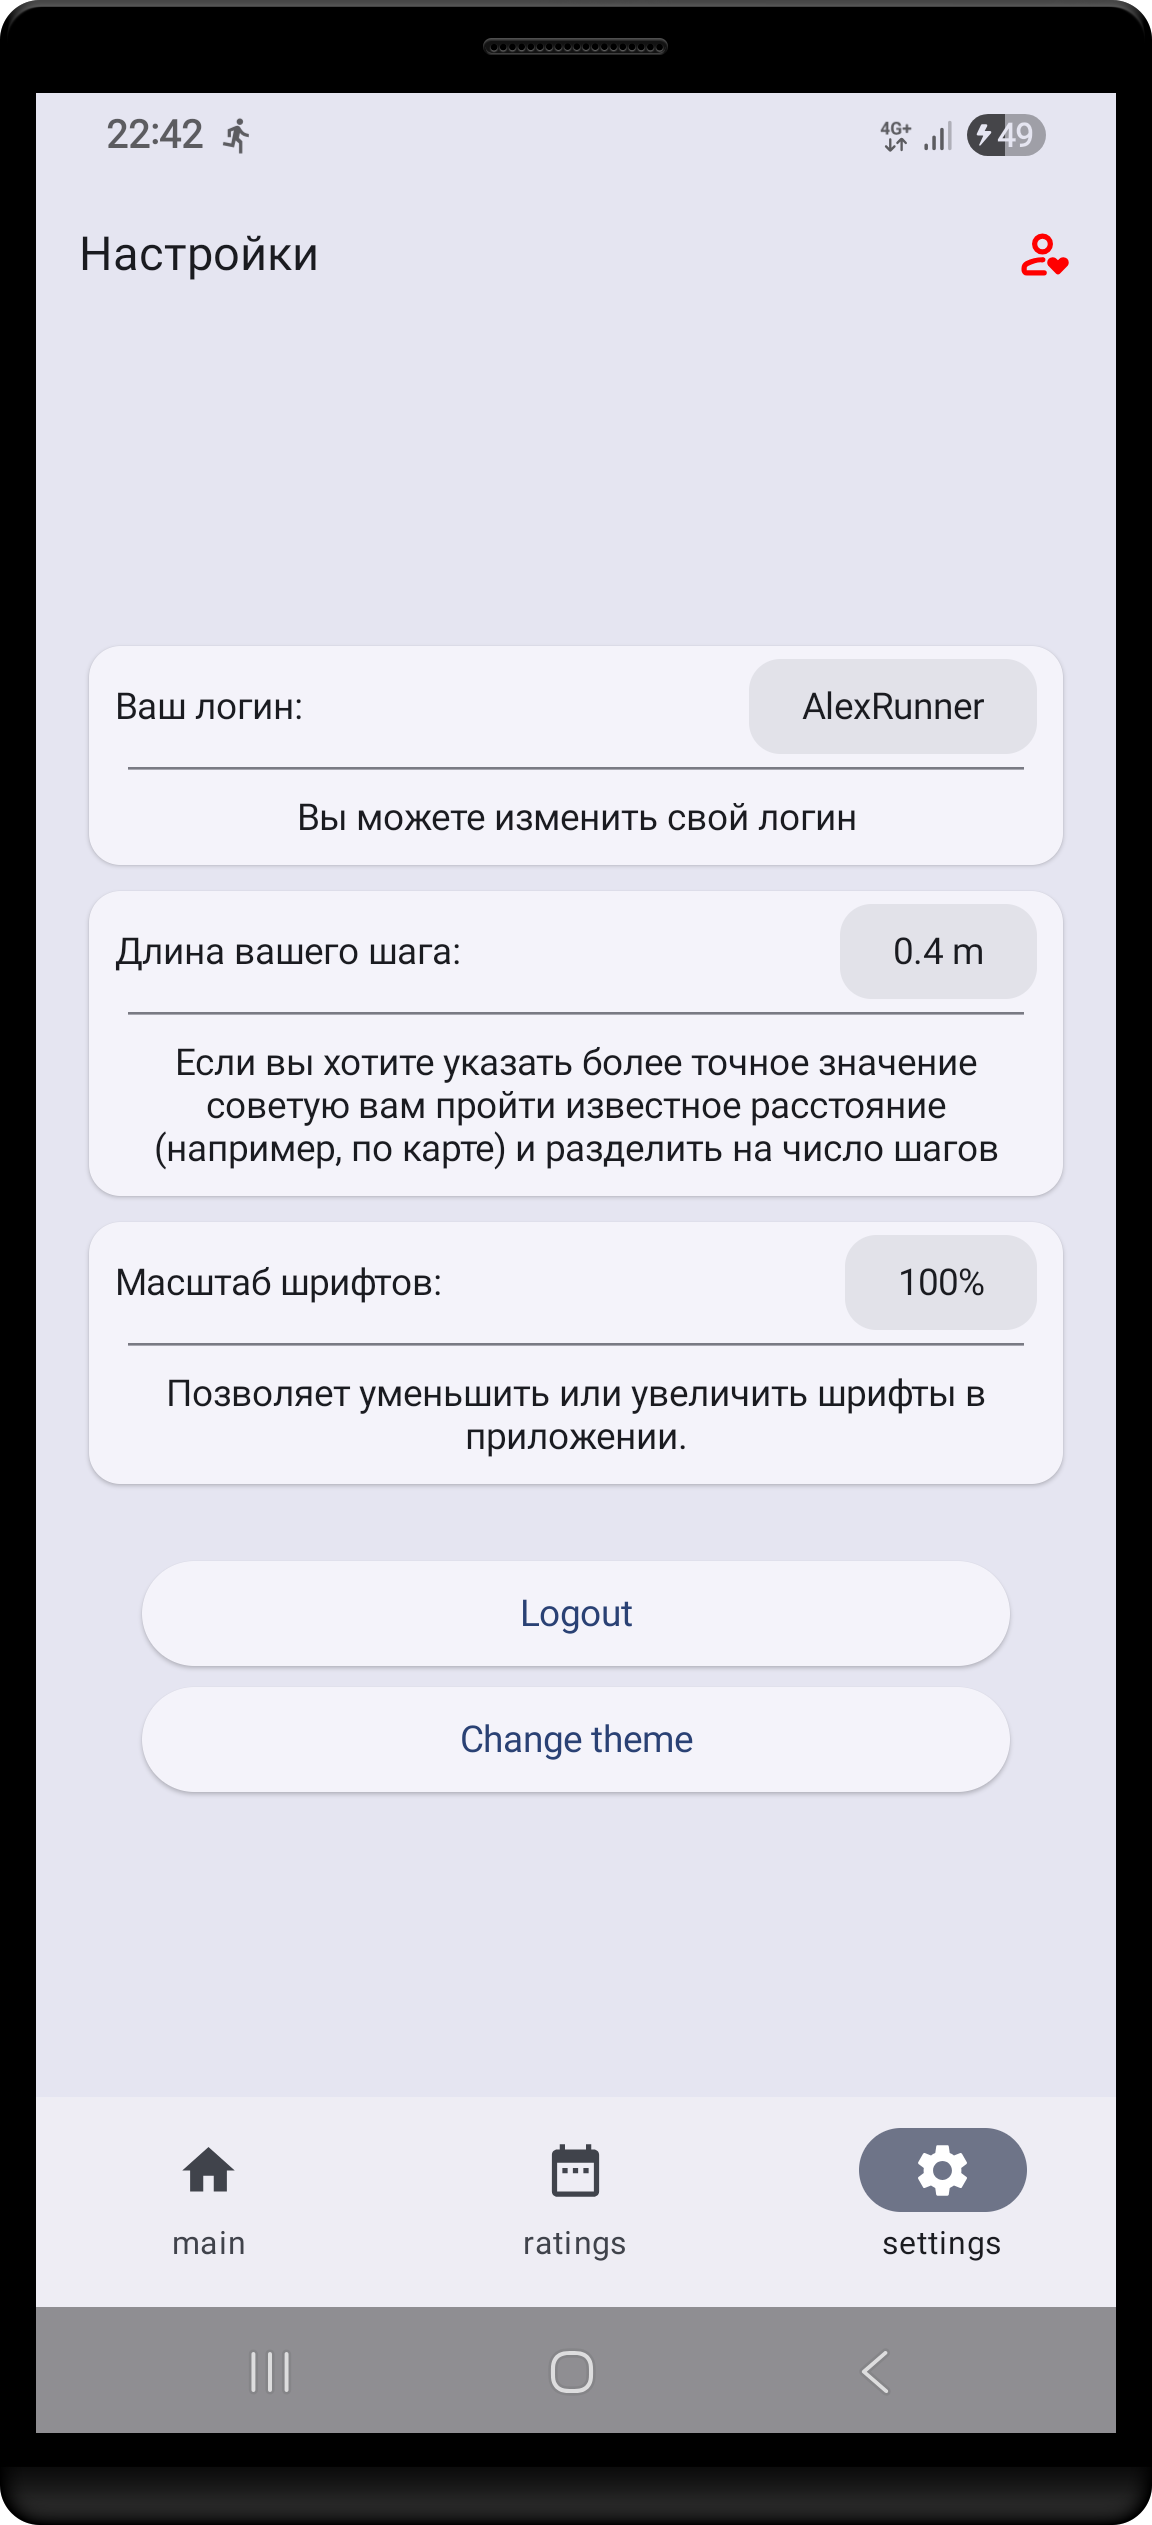 22:42
4G+
49
Настройки
Ваш логин:
AlexRunner
Вы можете изменить свой логин
Длина вашего шага:
0.4 m
Если вы хотите указать более точное значение
советую вам пройти известное расстояние
(например, по карте) и разделить на число шагов
Масштаб шрифтов:
100%
Позволяет уменьшить или увеличить шрифты в
приложении.
Logout
Change theme
main
ratings
settings